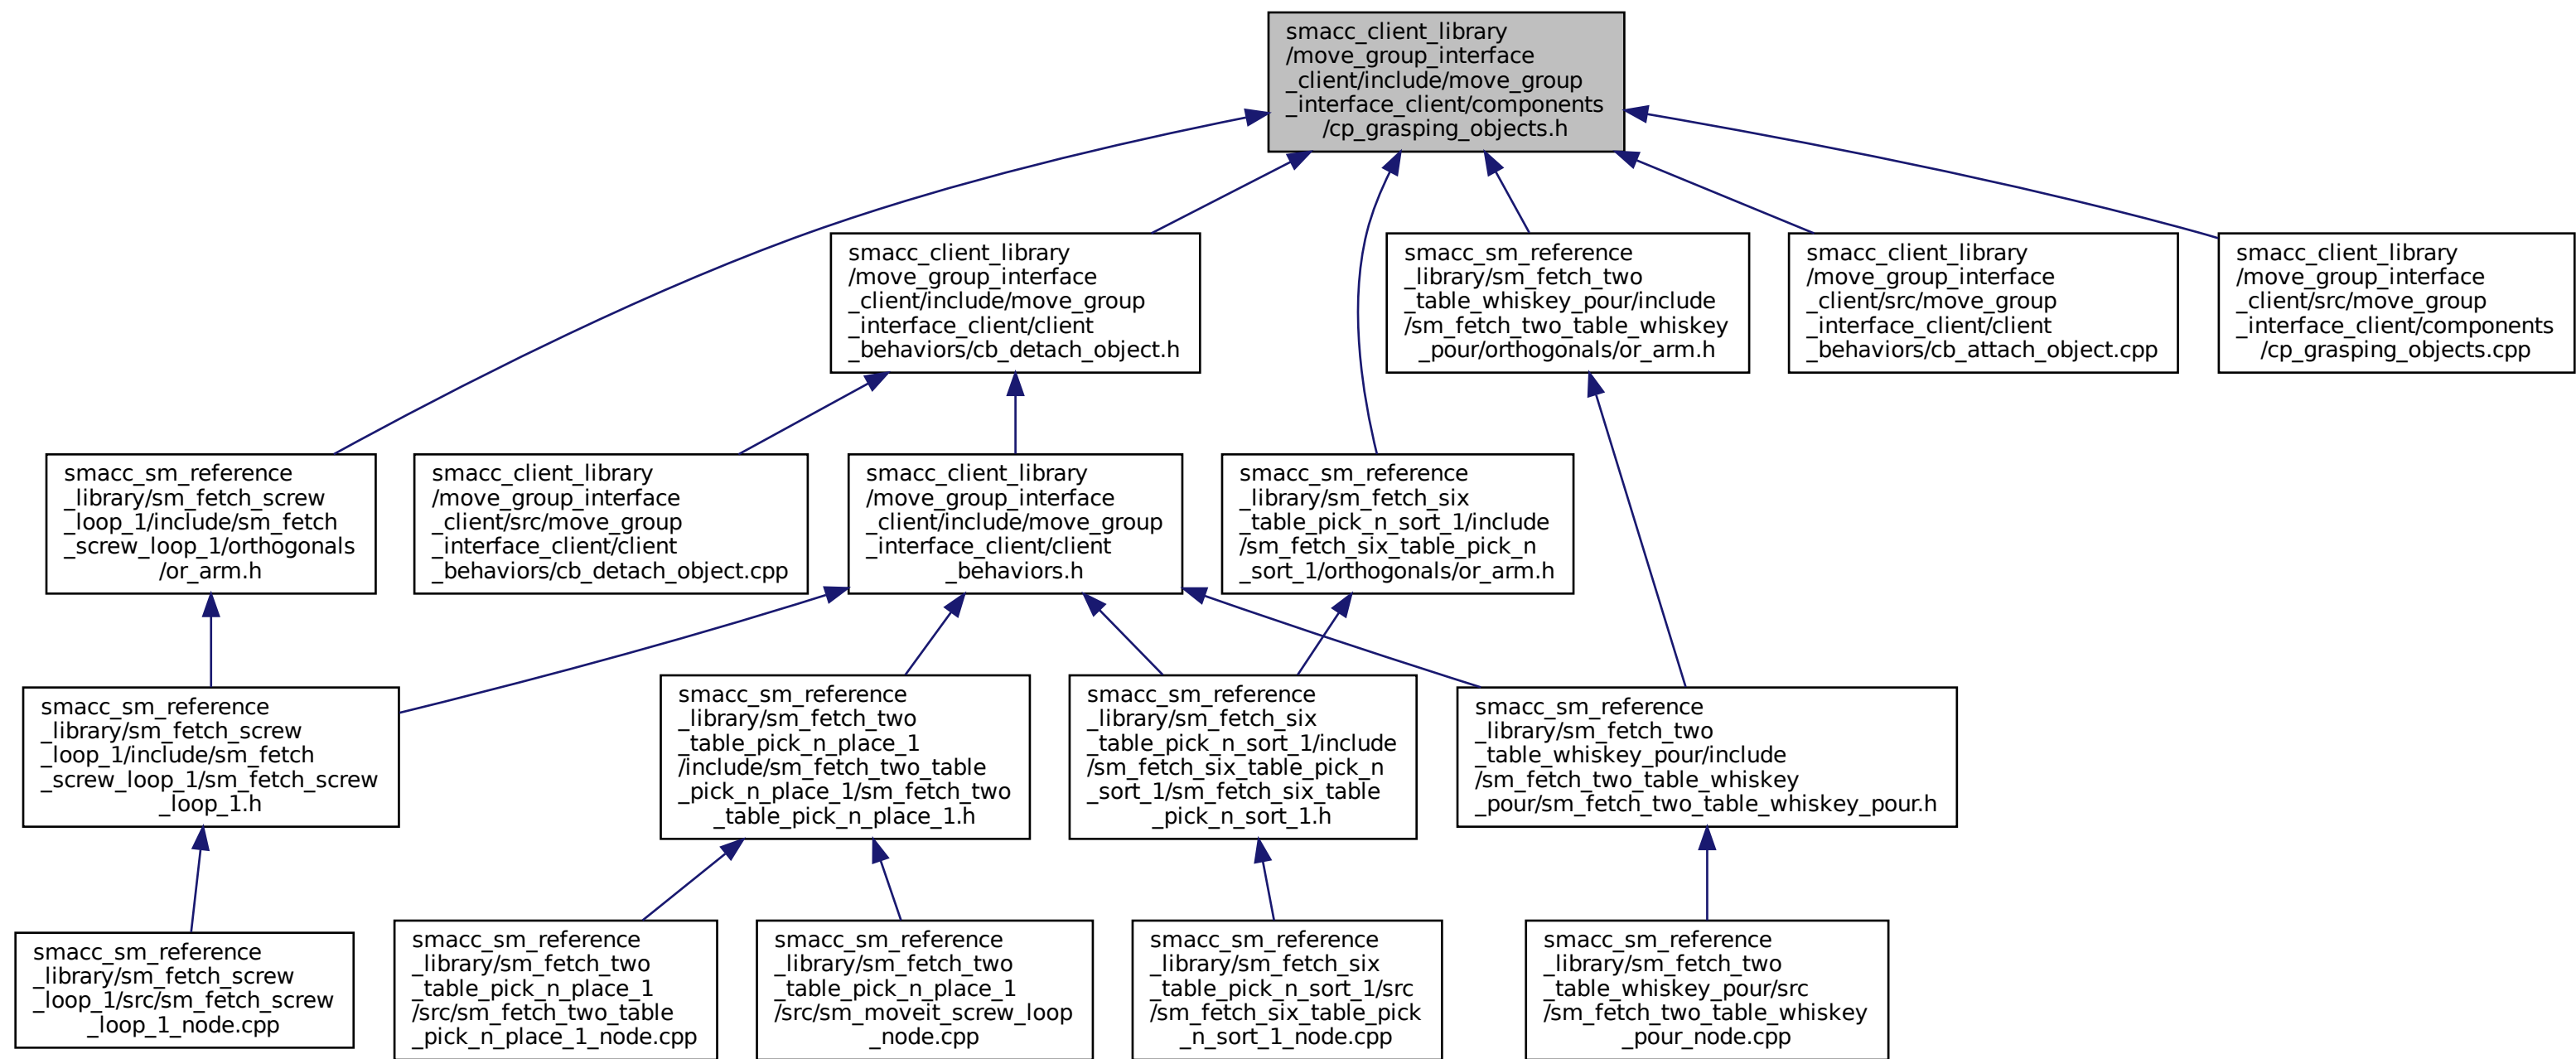 smacc_client_library
/move_group_interface
_client/include/move_group
_interface_client/components
/cp_grasping_objects.h
smacc_client_library
/move_group_interface
_client/include/move_group
_interface_client/client
_behaviors/cb_detach_object.h
smacc_sm_reference
_library/sm_fetch_two
_table_whiskey_pour/include
/sm_fetch_two_table_whiskey
_pour/orthogonals/or_arm.h
smacc_client_library
/move_group_interface
_client/src/move_group
_interface_client/client
_behaviors/cb_attach_object.cpp
smacc_client_library
/move_group_interface
_client/src/move_group
_interface_client/components
/cp_grasping_objects.cpp
smacc_sm_reference
_library/sm_fetch_screw
_loop_1/include/sm_fetch
_screw_loop_1/orthogonals
/or_arm.h
smacc_client_library
/move_group_interface
_client/src/move_group
_interface_client/client
_behaviors/cb_detach_object.cpp
smacc_client_library
/move_group_interface
_client/include/move_group
_interface_client/client
_behaviors.h
smacc_sm_reference
_library/sm_fetch_six
_table_pick_n_sort_1/include
/sm_fetch_six_table_pick_n
_sort_1/orthogonals/or_arm.h
smacc_sm_reference
_library/sm_fetch_screw
_loop_1/include/sm_fetch
_screw_loop_1/sm_fetch_screw
_loop_1.h
smacc_sm_reference
_library/sm_fetch_two
_table_pick_n_place_1
/include/sm_fetch_two_table
_pick_n_place_1/sm_fetch_two
_table_pick_n_place_1.h
smacc_sm_reference
_library/sm_fetch_six
_table_pick_n_sort_1/include
/sm_fetch_six_table_pick_n
_sort_1/sm_fetch_six_table
_pick_n_sort_1.h
smacc_sm_reference
_library/sm_fetch_two
_table_whiskey_pour/include
/sm_fetch_two_table_whiskey
_pour/sm_fetch_two_table_whiskey_pour.h
smacc_sm_reference
_library/sm_fetch_screw
_loop_1/src/sm_fetch_screw
_loop_1_node.cpp
smacc_sm_reference
_library/sm_fetch_two
_table_pick_n_place_1
/src/sm_fetch_two_table
_pick_n_place_1_node.cpp
smacc_sm_reference
_library/sm_fetch_two
_table_pick_n_place_1
/src/sm_moveit_screw_loop
_node.cpp
smacc_sm_reference
_library/sm_fetch_six
_table_pick_n_sort_1/src
/sm_fetch_six_table_pick
_n_sort_1_node.cpp
smacc_sm_reference
_library/sm_fetch_two
_table_whiskey_pour/src
/sm_fetch_two_table_whiskey
_pour_node.cpp